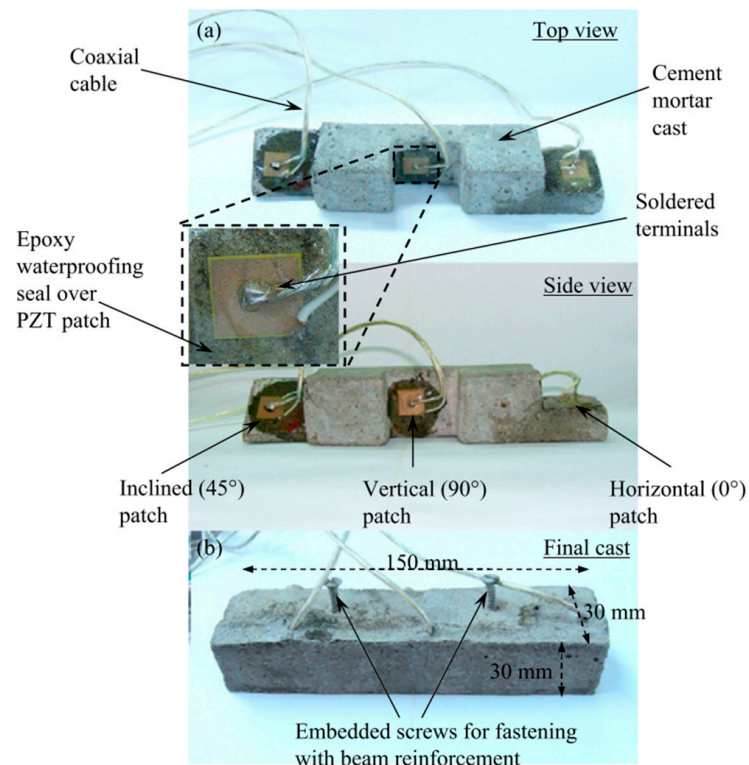 (a)
Top view
Coaxial
cable
Cement
mortar
cast
Soldered
terminals
Epoxy
waterproofing
seal over
PZT patch
Side view
Inclined (45°)
patch
Vertical (90°)
patch
Horizontal (0°)
patch
(b)
Final cast
150 mm
30 mm
30 mm
Embedded screws for fastening
with beam reinforcement